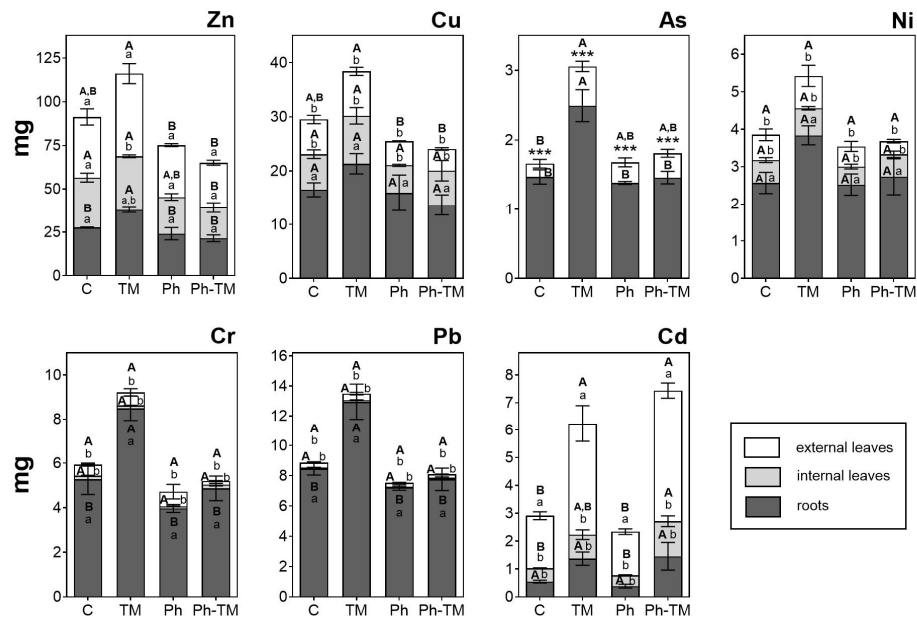 Zn
mg
125
100
75
50
25
0
A,B
a
A
a
B
a
A
a
A
b
A
a,b
B
a
A,B
a
B
a
B
a
B
a
B
a
C TM Ph Ph-TM
Cu
40
30
20
10
0
A,B
b
A
b
A
a
A
b
A
b
A
a
B
b
A
b
A a
B
b
A b
A a
C TM Ph Ph-TM
As
3
2
1
0
B
***
B
A
***
A
A,B
***
B
A,B
***
B
C TM Ph Ph-TM
Ni
6
5
4
3
2
1
0
A
b
A b
A a
A
b
A b
A a
A
b
A b
A a
A
b
A b
A a
C TM Ph Ph-TM
Cr
mg
10
8
6
4
2
0
A
b
A b
B
a
A
b
A b
A
a
A
b
A b
B
a
A
b
A b
B
a
C TM Ph Ph-TM
Pb
16
14
12
10
8
6
4
2
0
A
b
A b
B
a
A
b
A b
A
a
A
b
A b
B
a
A
b
A b
B
a
C TM Ph Ph-TM
Cd
8
7
6
5
4
3
2
1
0
B
a
B
b
A b
A
a
A,B
b
A b
B
a
B
b
A b
A
a
A
b
A b
C TM Ph Ph-TM
external leaves
internal leaves
roots